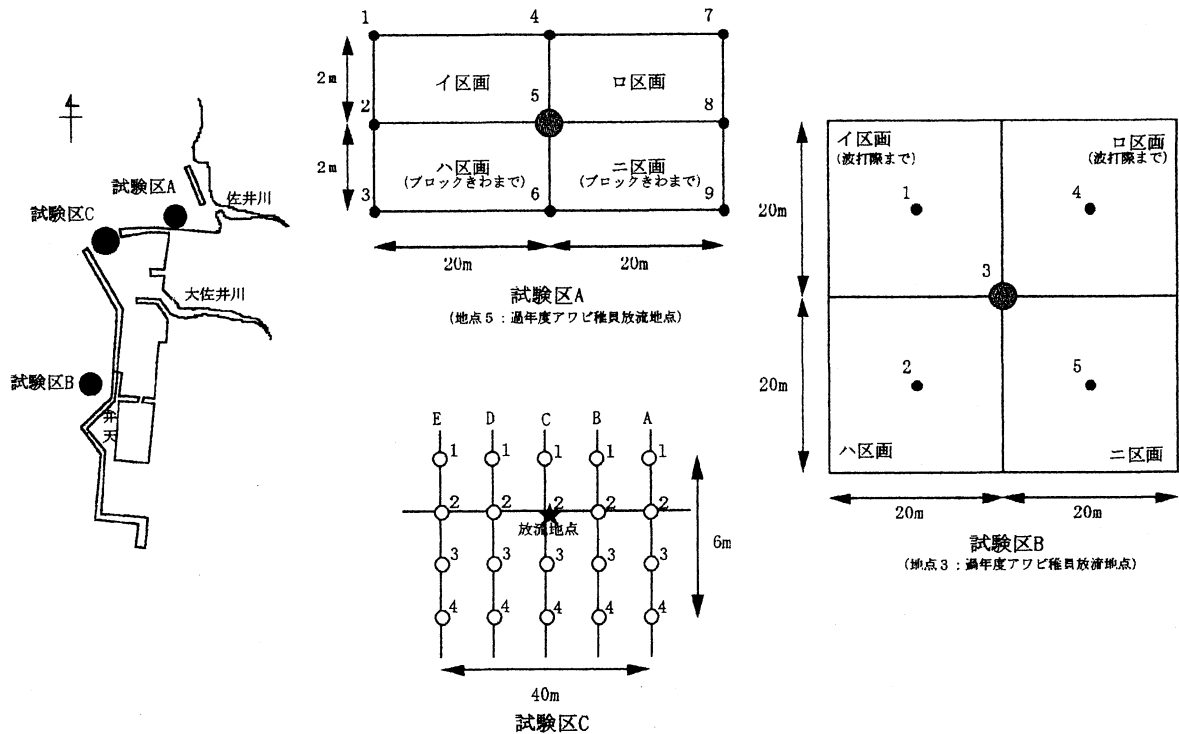 試験区A
試験区C
佐井川
大佐井川
試験区B
弁
天
1
4
7
2m
イ区画
ロ区画
2
5
8
2m
ハ区画
ニ区画
(ブロックきわまで)
(ブロックきわまで)
3
6
9
20m
20m
試験区A
(地点5:過年度アワビ稚貝放流地点)
イ区画
ロ区画
(波打際まで)
(波打際まで)
1
4
20m
3
2
5
20m
ハ区画
ニ区画
20m
20m
試験区B
(地点3:過年度アワビ稚貝放流地点)
E D C B A
1 1 1 1 1
2 2 2 2 2
放流地点
6m
3 3 3 3 3
4 4 4 4 4
40m
試験区C